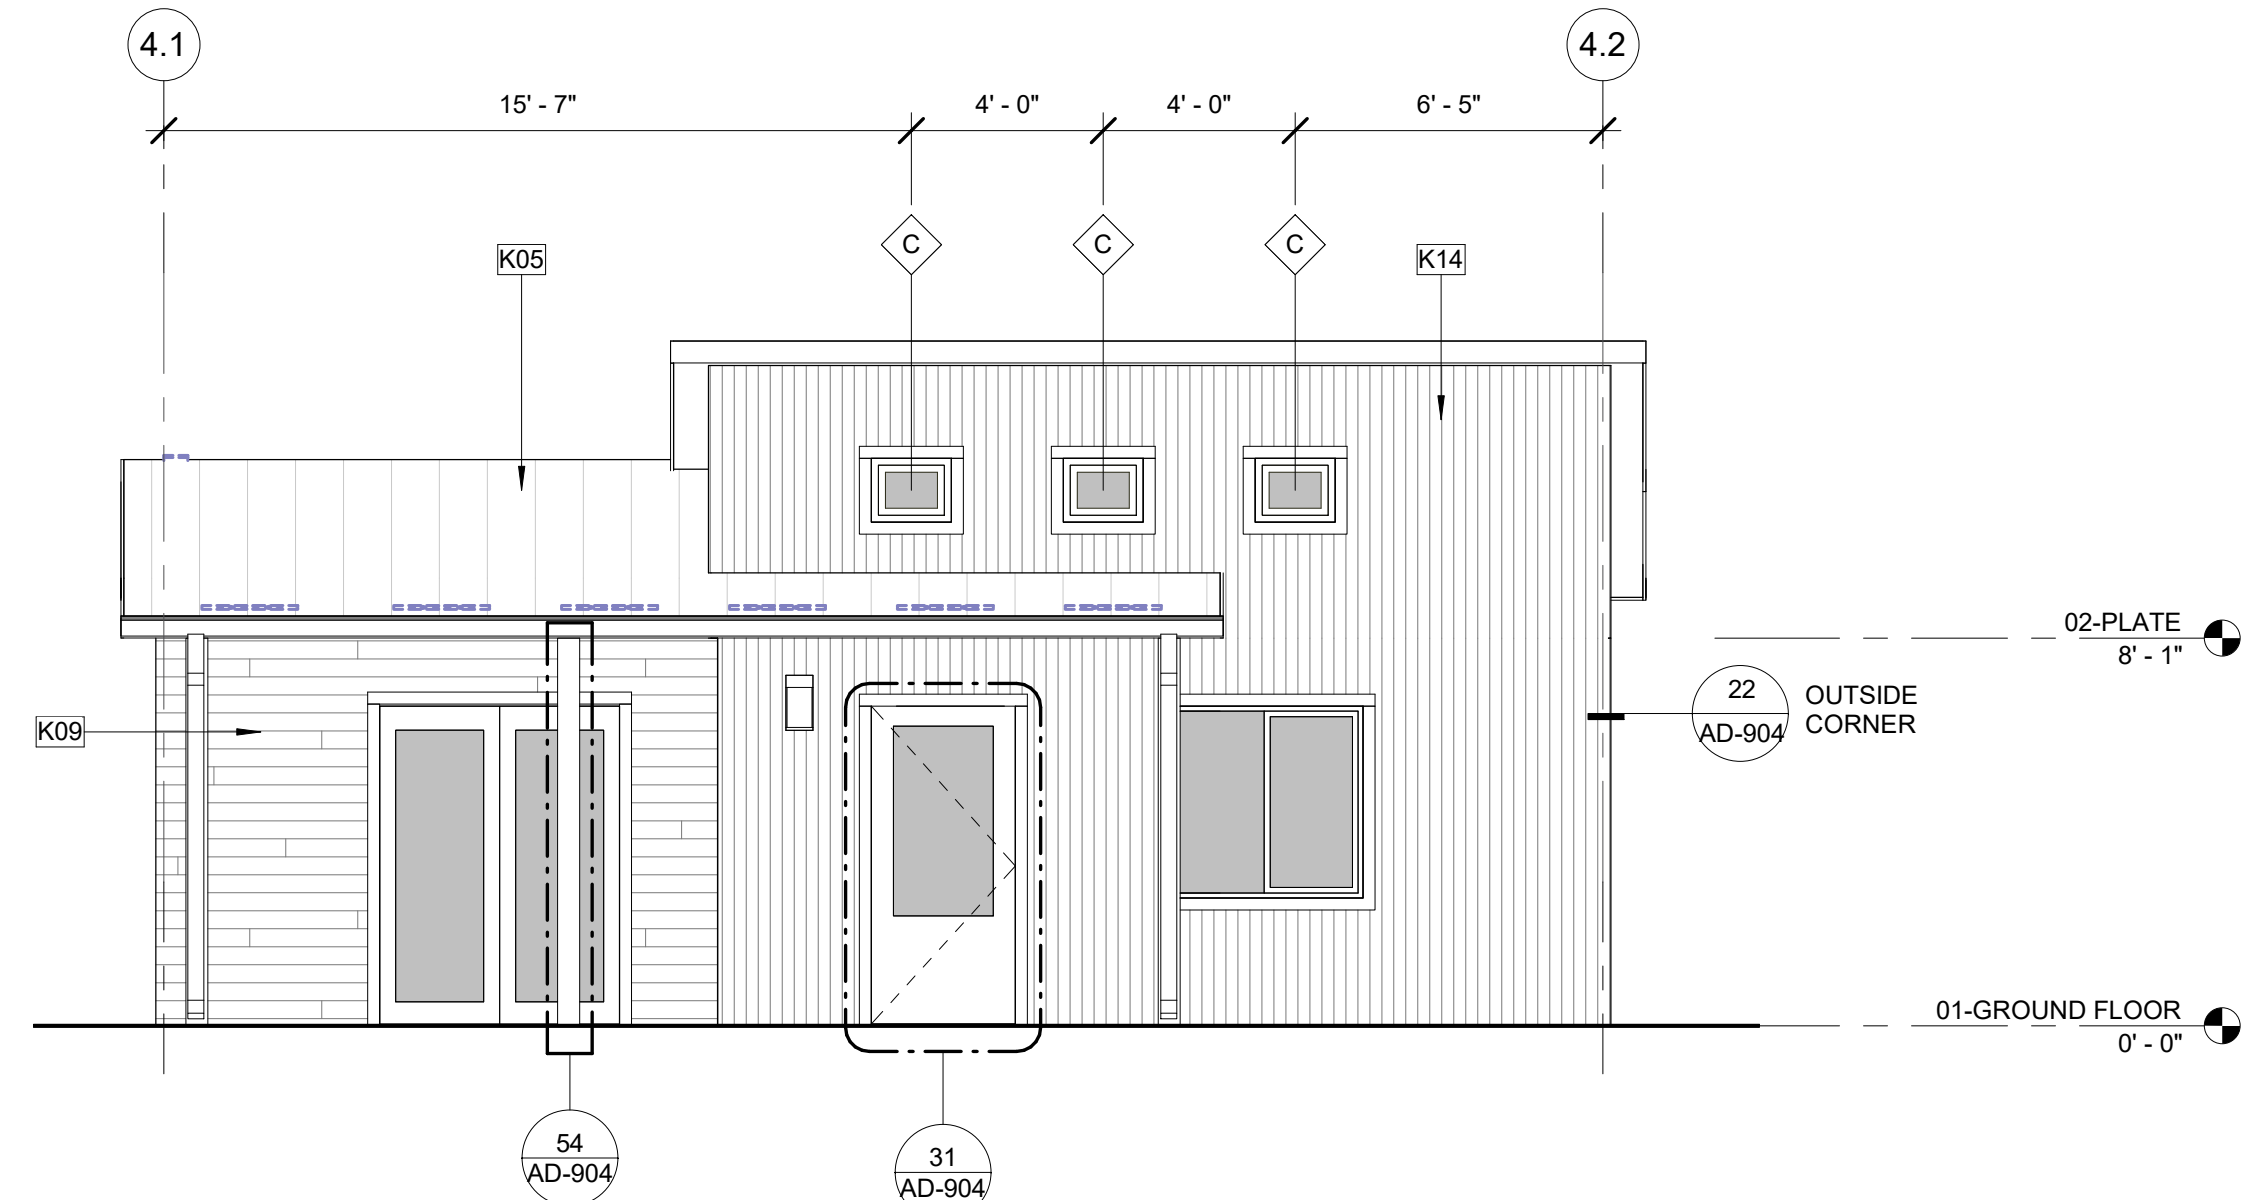 4.1
4.2
15' - 7"
4' - 0"
4' - 0"
6' - 5"
C
C
C
K05
K14
02-PLATE
8' - 1"
22
AD-904
OUTSIDE
CORNER
K09
01-GROUND FLOOR
0' - 0"
54
AD-904
31
AD-904